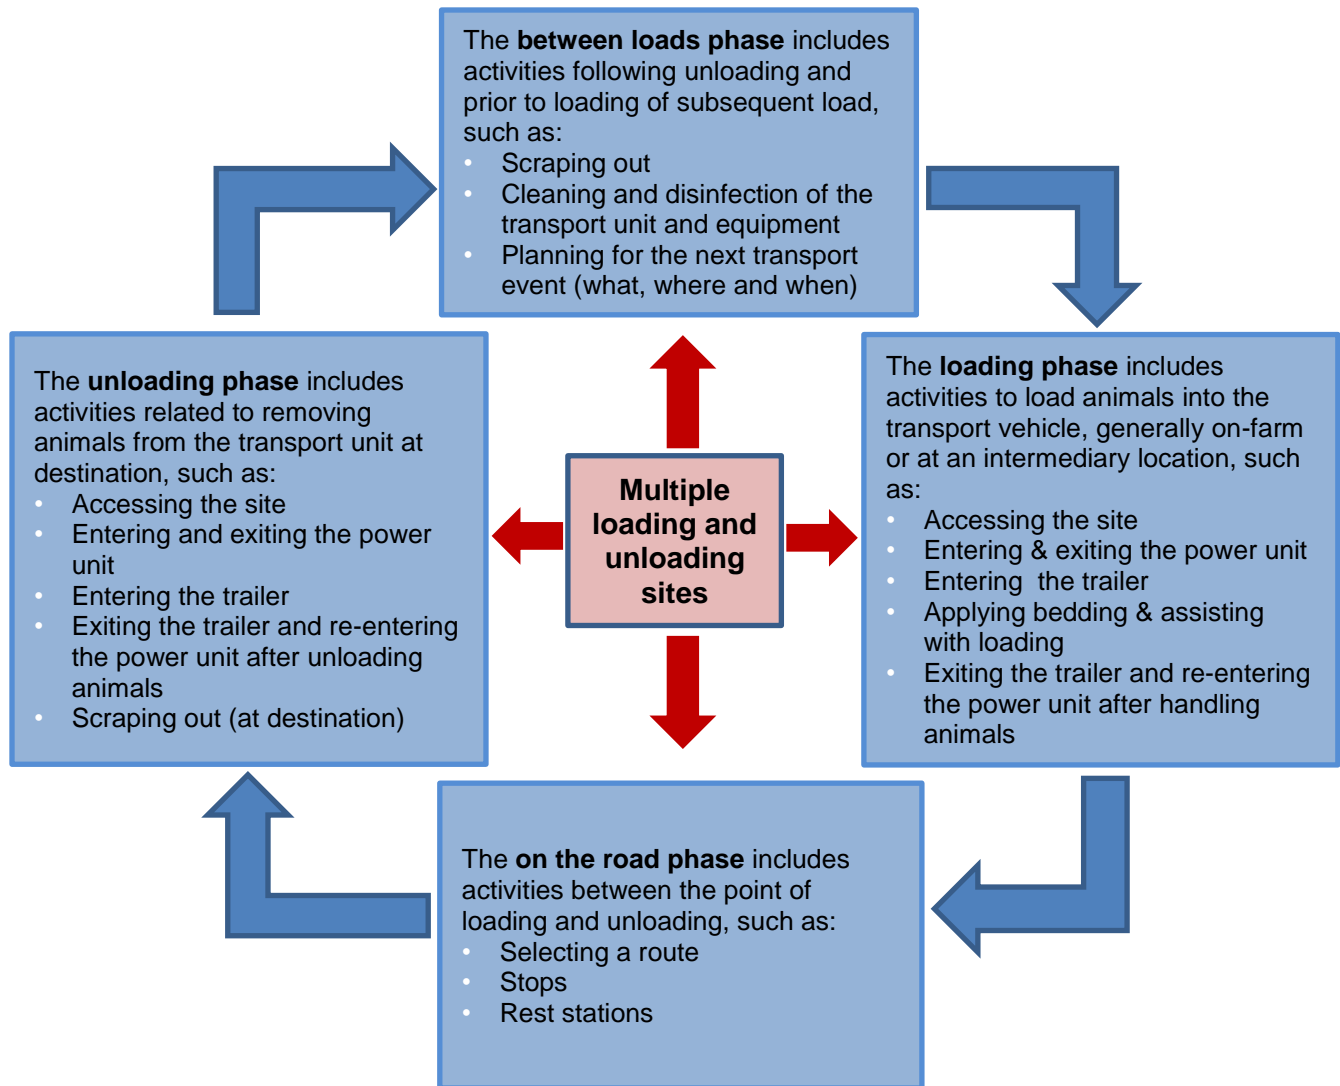 The between loads phase includes
activities following unloading and
prior to loading of subsequent load,
such as:
• Scraping out
• Cleaning and disinfection of the
transport unit and equipment
• Planning for the next transport
event (what, where and when)
The unloading phase includes
activities related to removing
animals from the transport unit at
destination, such as:
• Accessing the site
• Entering and exiting the power
unit
• Entering the trailer
• Exiting the trailer and re-entering
the power unit after unloading
animals
• Scraping out (at destination)
Multiple
loading and
unloading
sites
The loading phase includes
activities to load animals into the
transport vehicle, generally on-farm
or at an intermediary location, such
as:
• Accessing the site
• Entering & exiting the power unit
• Entering the trailer
• Applying bedding & assisting
with loading
• Exiting the trailer and re-entering
the power unit after handling
animals
The on the road phase includes
activities between the point of
loading and unloading, such as:
• Selecting a route
• Stops
• Rest stations